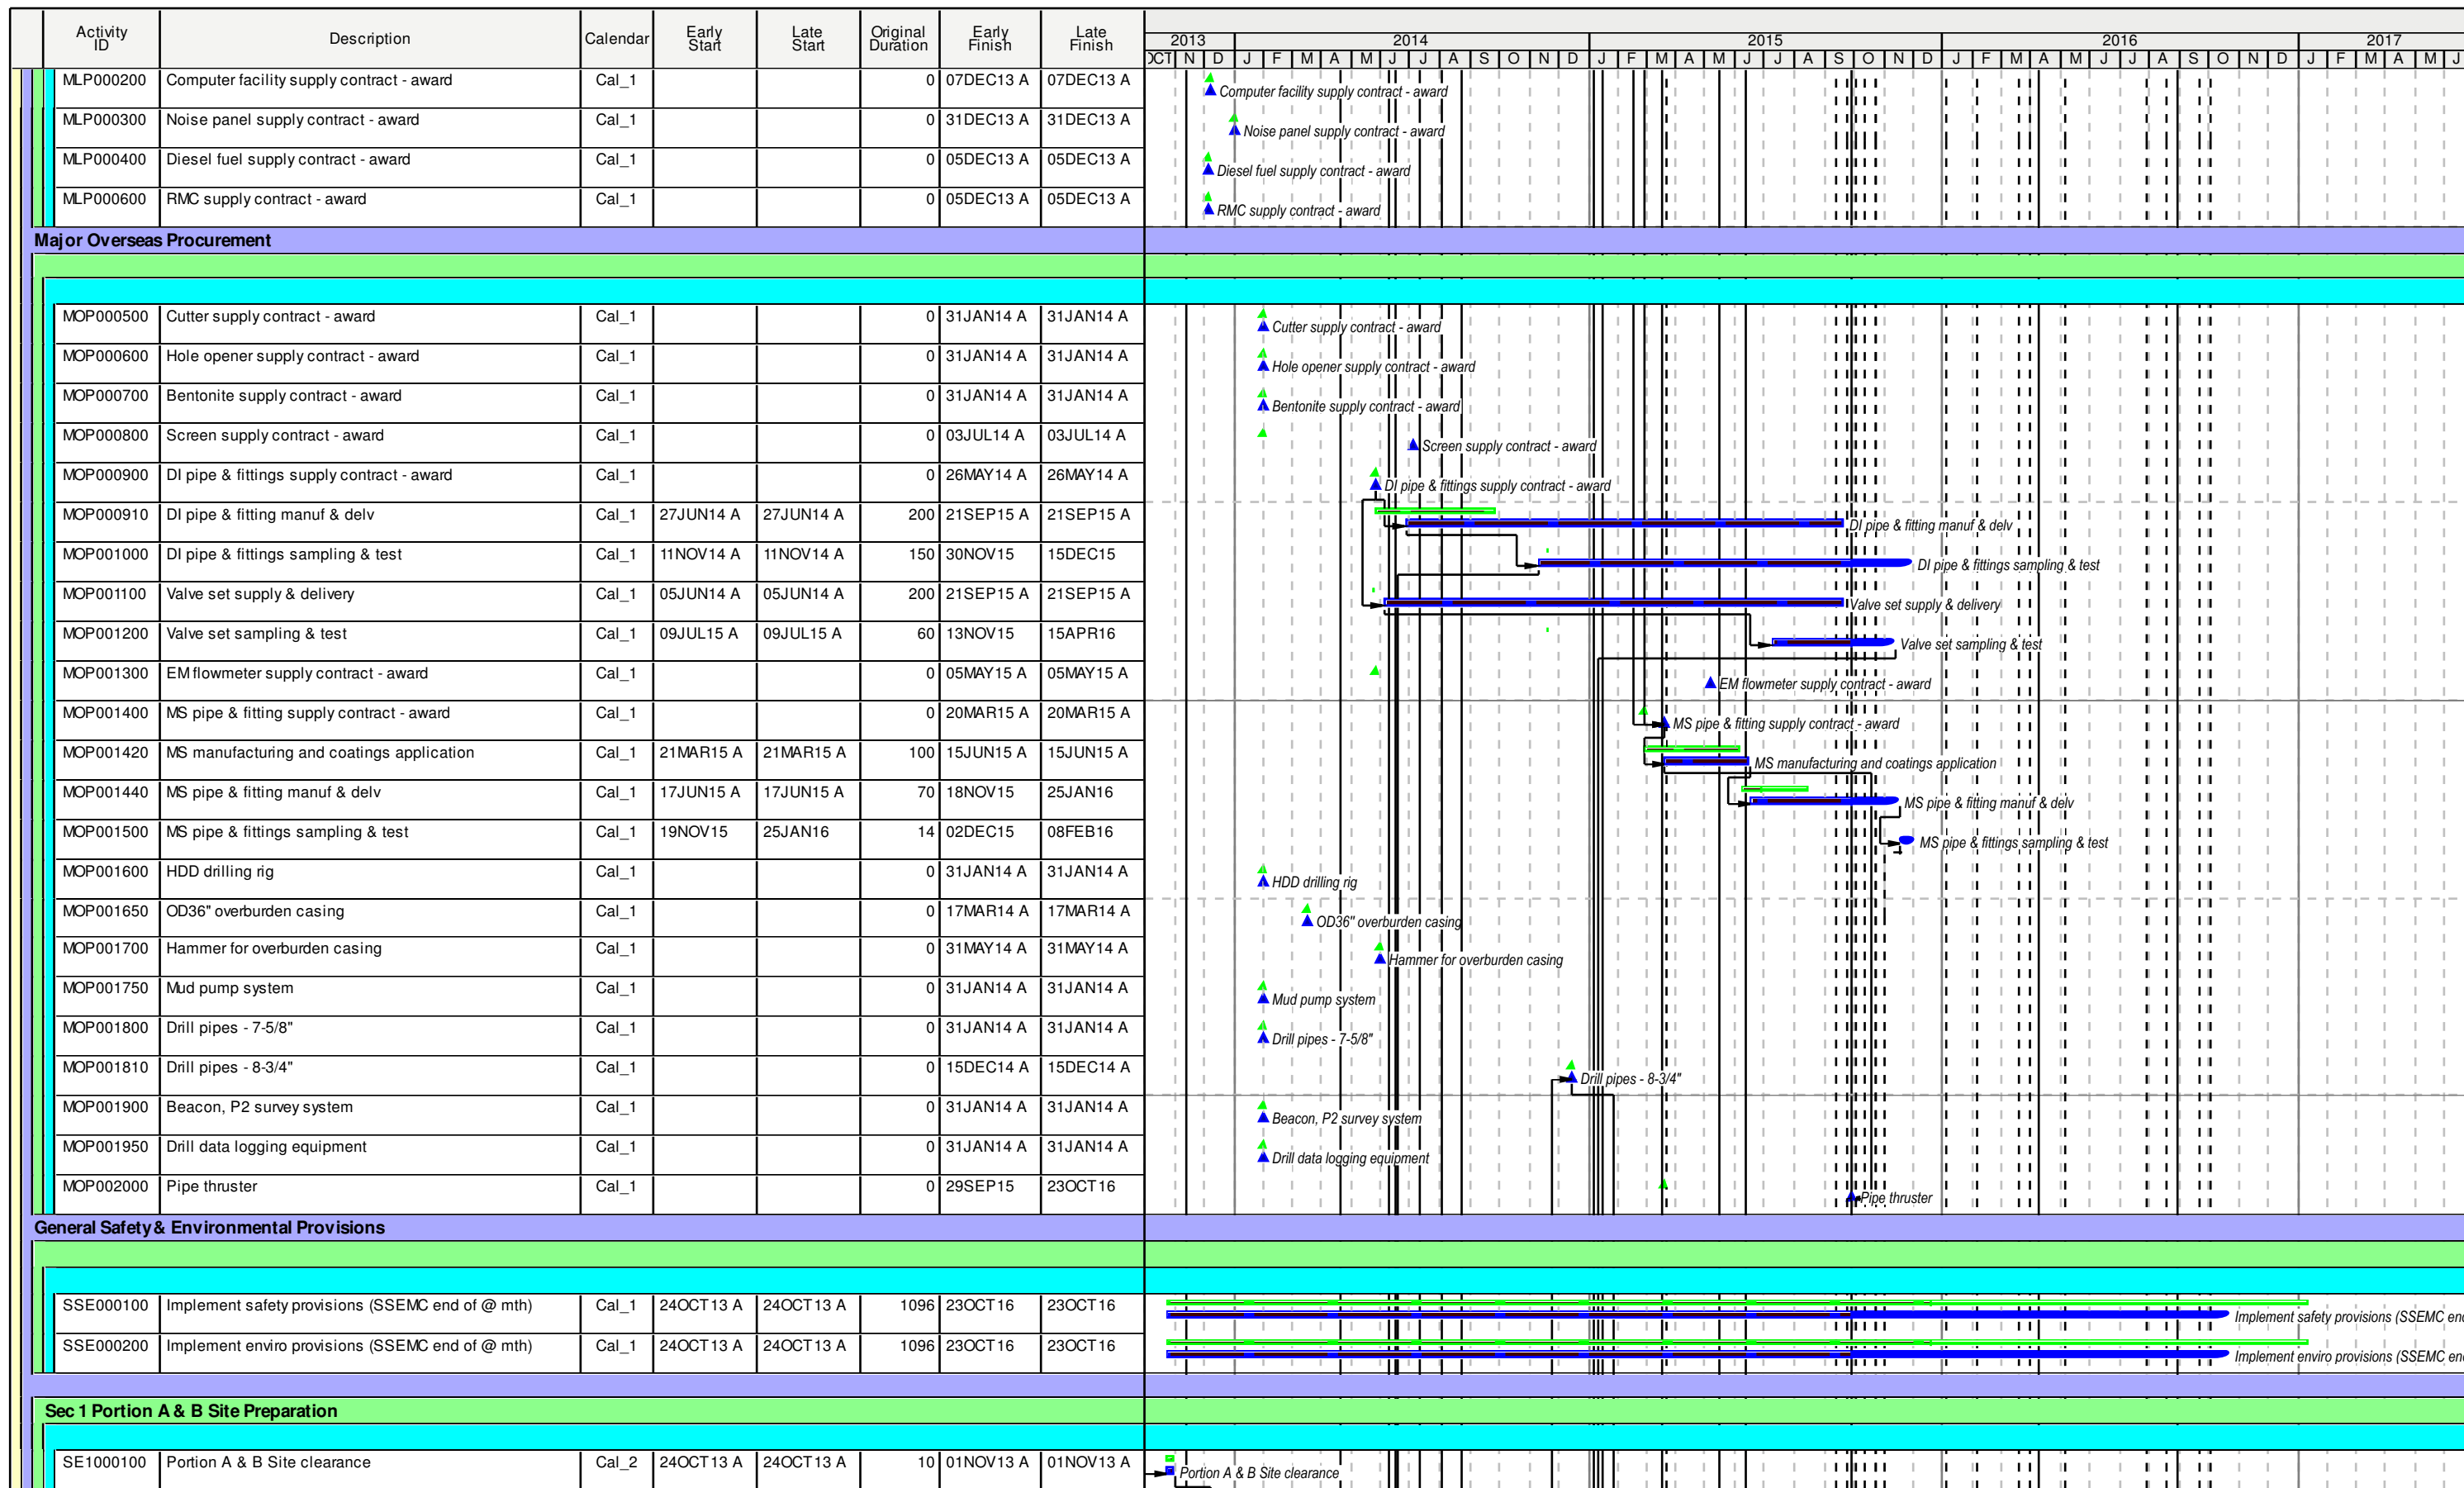 Activity ID Description Calendar Early Start Late Start Original Duration Early Finish Late Finish
2013 2014 2015 2016 2017
OCT N D J F M A M J J A S O N D J F M A M J J A S O N D J F M A M J J A S O N D J F M A M J
MLP000200 Computer facility supply contract - award Cal_1 0 07DEC13 A 07DEC13 A
Computer facility supply contract - award
MLP000300 Noise panel supply contract - award Cal_1 0 31DEC13 A 31DEC13 A
Noise panel supply contract - award
MLP000400 Diesel fuel supply contract - award Cal_1 0 05DEC13 A 05DEC13 A
Diesel fuel supply contract - award
MLP000600 RMC supply contract - award Cal_1 0 05DEC13 A 05DEC13 A
RMC supply contract - award
Major Overseas Procurement
MOP000500 Cutter supply contract - award Cal_1 0 31JAN14 A 31JAN14 A
Cutter supply contract - award
MOP000600 Hole opener supply contract - award Cal_1 0 31JAN14 A 31JAN14 A
Hole opener supply contract - award
MOP000700 Bentonite supply contract - award Cal_1 0 31JAN14 A 31JAN14 A
Bentonite supply contract - award
MOP000800 Screen supply contract - award Cal_1 0 03JUL14 A 03JUL14 A
Screen supply contract - award
MOP000900 DI pipe & fittings supply contract - award Cal_1 0 26MAY14 A 26MAY14 A
DI pipe & fittings supply contract - award
MOP000910 DI pipe & fitting manuf & delv Cal_1 27JUN14 A 27JUN14 A 200 21SEP15 A 21SEP15 A
DI pipe & fitting manuf & delv
MOP001000 DI pipe & fittings sampling & test Cal_1 11NOV14 A 11NOV14 A 150 30NOV15 15DEC15
DI pipe & fittings sampling & test
MOP001100 Valve set supply & delivery Cal_1 05JUN14 A 05JUN14 A 200 21SEP15 A 21SEP15 A
Valve set supply & delivery
MOP001200 Valve set sampling & test Cal_1 09JUL15 A 09JUL15 A 60 13NOV15 15APR16
Valve set sampling & test
MOP001300 EM flowmeter supply contract - award Cal_1 0 05MAY15 A 05MAY15 A
EM flowmeter supply contract - award
MOP001400 MS pipe & fitting supply contract - award Cal_1 0 20MAR15 A 20MAR15 A
MS pipe & fitting supply contract - award
MOP001420 MS manufacturing and coatings application Cal_1 21MAR15 A 21MAR15 A 100 15JUN15 A 15JUN15 A
MS manufacturing and coatings application
MOP001440 MS pipe & fitting manuf & delv Cal_1 17JUN15 A 17JUN15 A 70 18NOV15 25JAN16
MS pipe & fitting manuf & delv
MOP001500 MS pipe & fittings sampling & test Cal_1 19NOV15 25JAN16 14 02DEC15 08FEB16
MS pipe & fittings sampling & test
MOP001600 HDD drilling rig Cal_1 0 31JAN14 A 31JAN14 A
HDD drilling rig
MOP001650 OD36" overburden casing Cal_1 0 17MAR14 A 17MAR14 A
OD36" overburden casing
MOP001700 Hammer for overburden casing Cal_1 0 31MAY14 A 31MAY14 A
Hammer for overburden casing
MOP001750 Mud pump system Cal_1 0 31JAN14 A 31JAN14 A
Mud pump system
MOP001800 Drill pipes - 7-5/8" Cal_1 0 31JAN14 A 31JAN14 A
Drill pipes - 7-5/8"
MOP001810 Drill pipes - 8-3/4" Cal_1 0 15DEC14 A 15DEC14 A
Drill pipes - 8-3/4"
MOP001900 Beacon, P2 survey system Cal_1 0 31JAN14 A 31JAN14 A
Beacon, P2 survey system
MOP001950 Drill data logging equipment Cal_1 0 31JAN14 A 31JAN14 A
Drill data logging equipment
MOP002000 Pipe thruster Cal_1 0 29SEP15 23OCT16
Pipe thruster
General Safety & Environmental Provisions
SSE000100 Implement safety provisions (SSEMC end of @ mth) Cal_1 24OCT13 A 24OCT13 A 1096 23OCT16 23OCT16
Implement safety provisions (SSEMC end
SSE000200 Implement enviro provisions (SSEMC end of @ mth) Cal_1 24OCT13 A 24OCT13 A 1096 23OCT16 23OCT16
Implement enviro provisions (SSEMC end
Sec 1 Portion A & B Site Preparation
SE1000100 Portion A & B Site clearance Cal_2 24OCT13 A 24OCT13 A 10 01NOV13 A 01NOV13 A
Portion A & B Site clearance